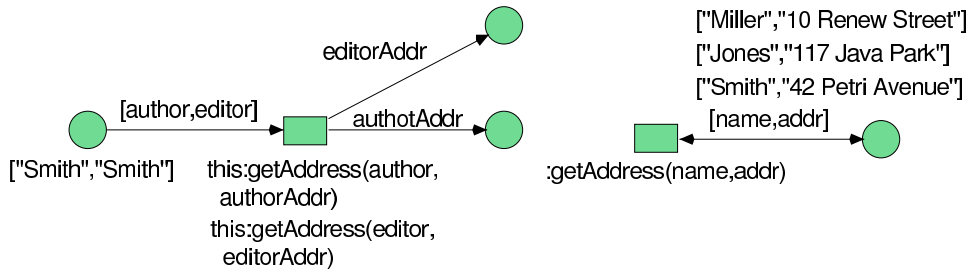 ["Miller","10 Renew Street"]
["Jones","117 Java Park"]
["Smith","42 Petri Avenue"]
editorAddr
[author,editor]
authotAddr
[name,addr]
["Smith","Smith"]
this:getAddress(author,
authorAddr)
this:getAddress(editor,
editorAddr)
:getAddress(name,addr)